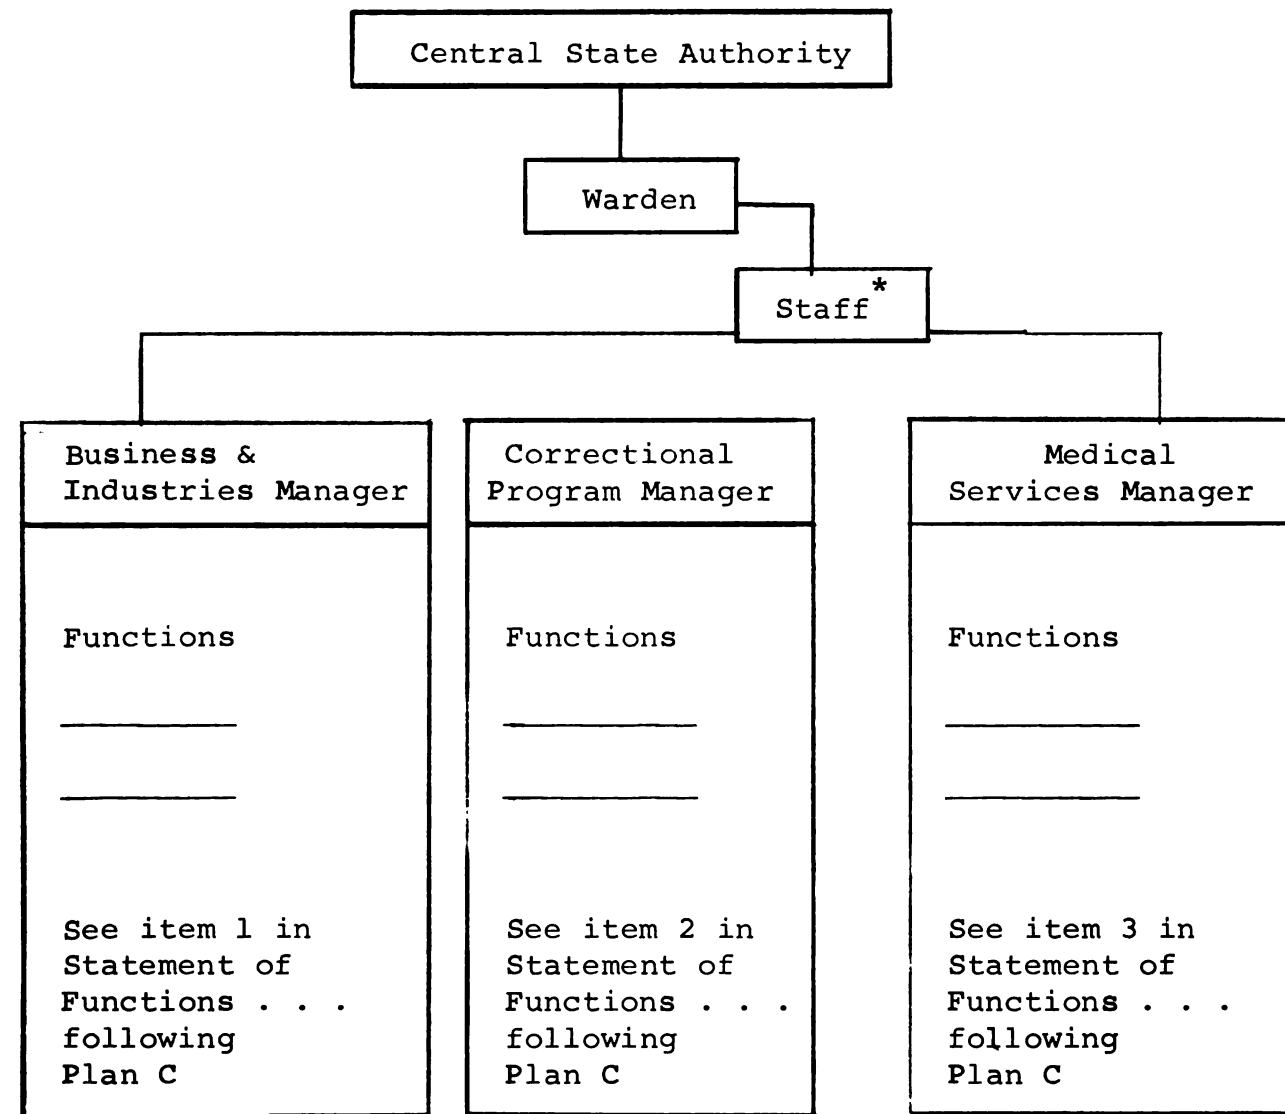 Central State Authority
Warden
Staff*
Business &
Industries Manager
Functions
See item 1 in
Statement of
Functions . . .
following
Plan C
Correctional
Program Manager
Functions
See item 2 in
Statement of
Functions . . .
following
Plan C
Medical
Services Manager
Functions
See item 3 in
Statement of
Functions . . .
following
Plan C